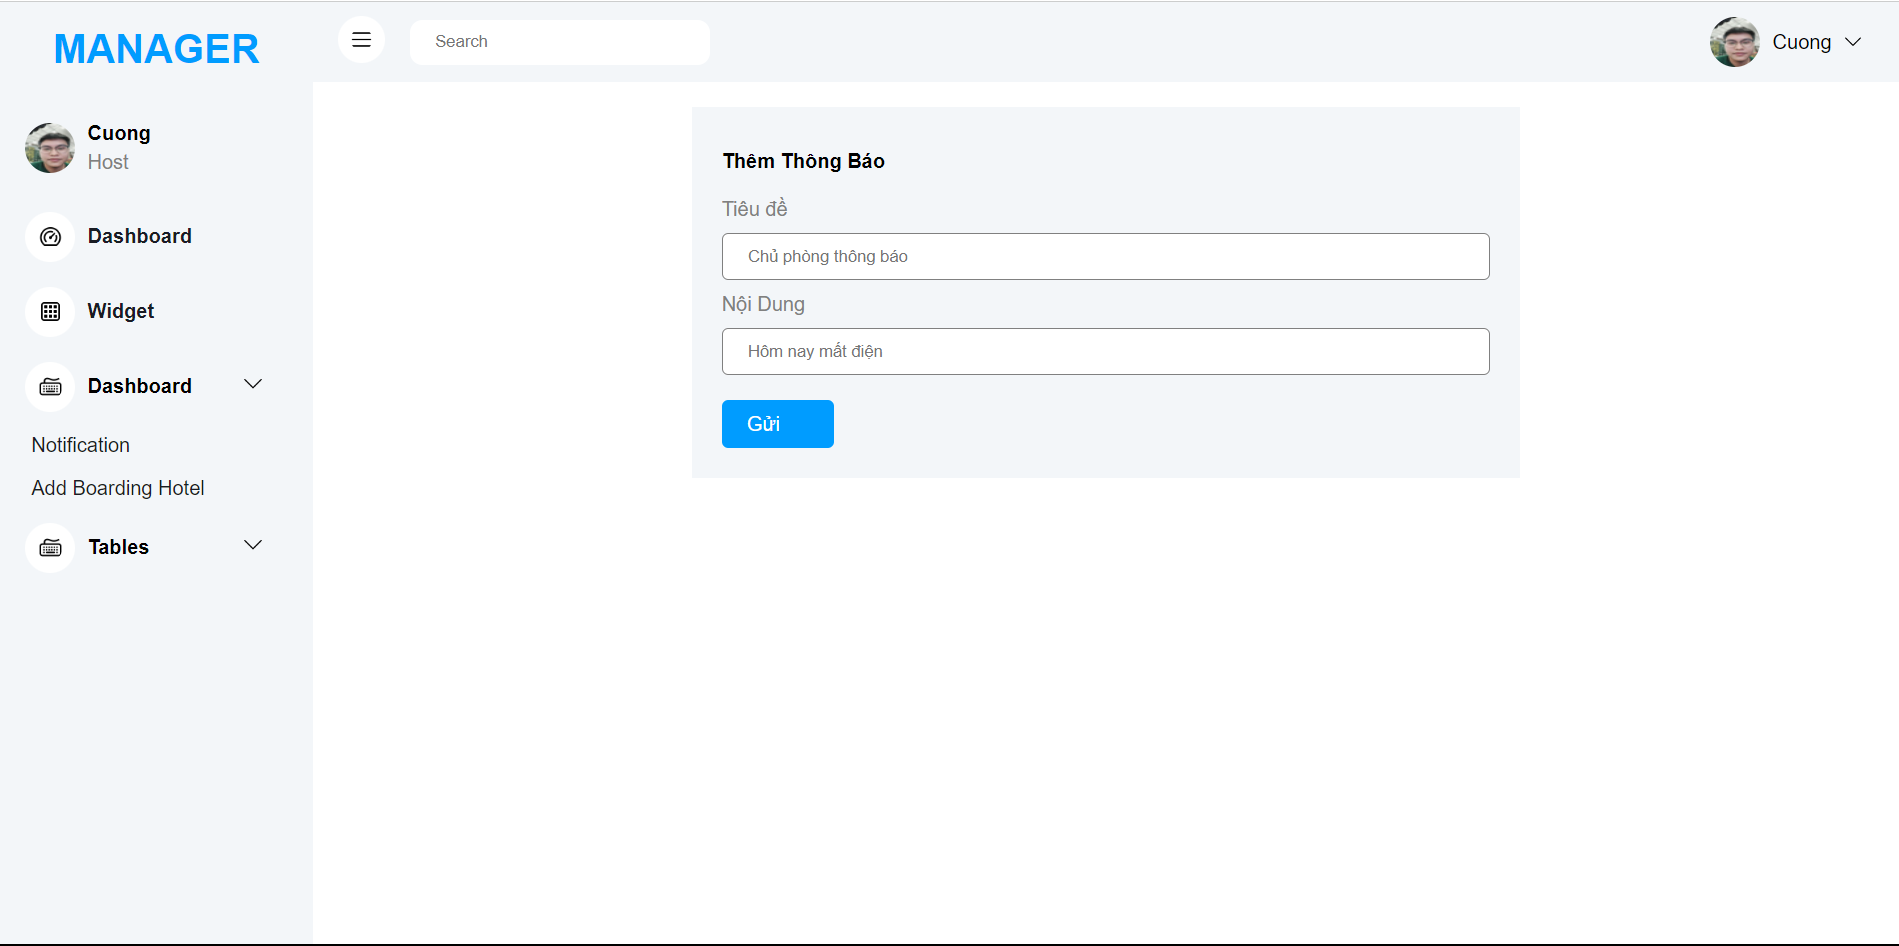 MANAGER
Search
Cuong
Cuong
Host
Dashboard
Widget
Dashboard
Notification
Add Boarding Hotel
Tables
Thêm Thông Báo
Tiêu đề
Chủ phòng thông báo
Nội Dung
Hôm nay mất điện
Gửi